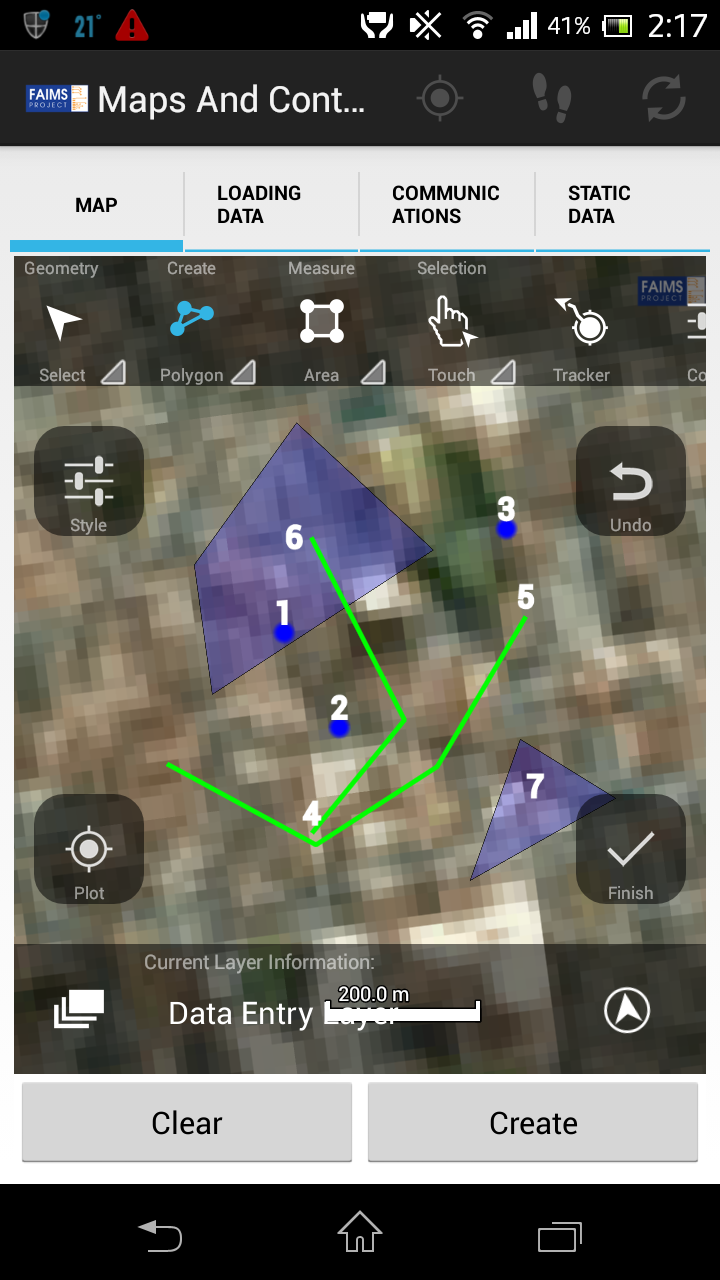 21°
41%
2:17
FAIMS
PROJECT
Maps And Cont...
MAP
LOADING
DATA
COMMUNIC
ATIONS
STATIC
DATA
Geometry
Create
Measure
Selection
FAIMS
PROJECT
Select
Polygon
Area
Touch
Tracker
Co
Style
Undo
3
6
5
1
2
7
4
Plot
Finish
Current Layer Information:
200.0 m
Data Entry Layer
Clear
Create